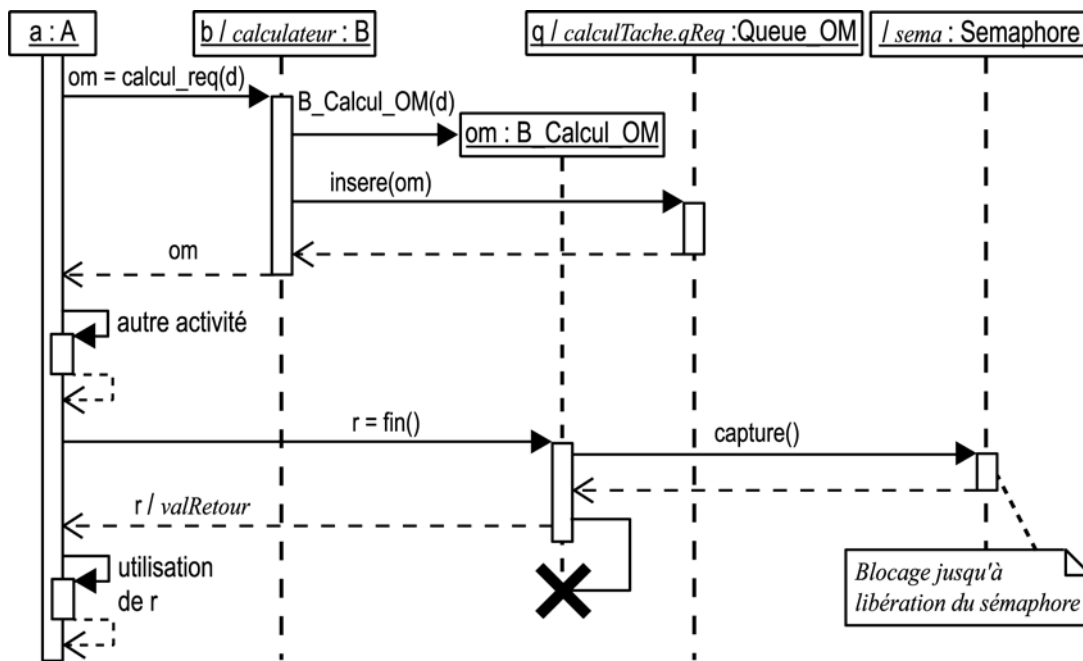 a : A
b / calculateur : B
q / calculTache.qReq :Queue_OM
/ sema : Semaphore
om = calcul_req(d)
B_Calcul_OM(d)
om : B_Calcul_OM
insere(om)
om
autre activité
r = fin()
capture()
r / valRetour
utilisation
de r
Blocage jusqu'à
libération du sémaphore